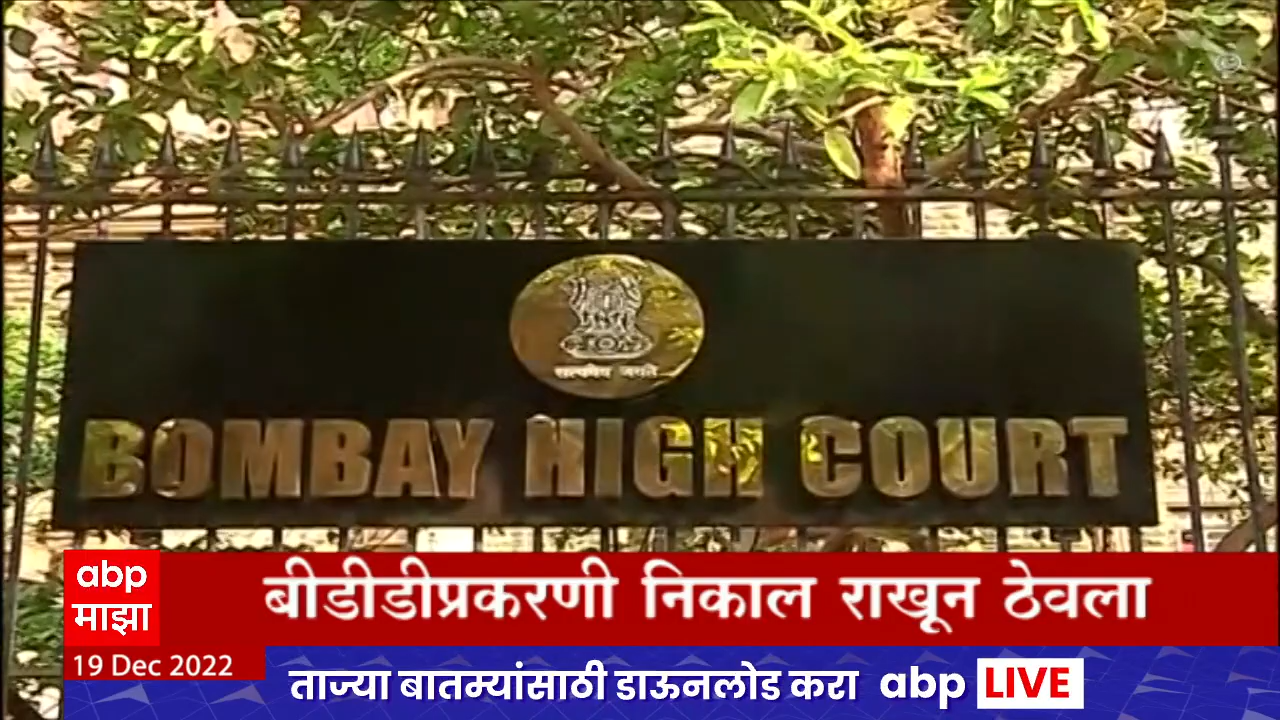 सत्यमेव जयते
BOMBAY HIGH COURT
abp
माझा
बीडीडीप्रकरणी निकाल राखून ठेवला
19 Dec 2022
ताज्या बातम्यांसाठी डाऊनलोड करा abp LIVE